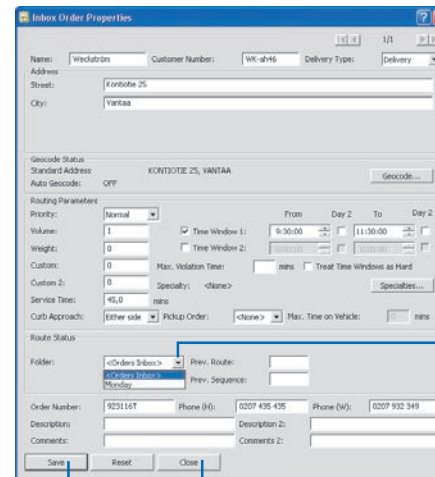 Inbox Order Properties
1/1
Name: Weckström Customer Number: WK-ah46 Delivery Type: Delivery
Address
Street: Kontiotie 25
City: Vantaa
Geocode Status
Standard Address KONTIOTIE 25, VANTAA
Auto Geocode: OFF Geocode...
Routing Parameters
Priority: Normal From Day 2 To Day 2
Volume: 1 Time Window 1: 9:30:00 11:30:00
Weight: 0 Time Window 2:
Custom: 0 Max. Violation Time: mins Treat Time Windows as Hard
Custom 2: 0 Specialty: <None> Specialties...
Service Time: 45,0 mins
Curb Approach: Either side Pickup Order: <None> Max. Time on Vehicle: 0 mins
Route Status
Folder: <Orders Inbox> Prev. Route:
<Orders Inbox>
Monday Prev. Sequence:
Order Number: 923116T Phone (H): 0207 435 435 Phone (W): 0207 932 349
Description: Description 2:
Comments: Comments 2:
Save Reset Close